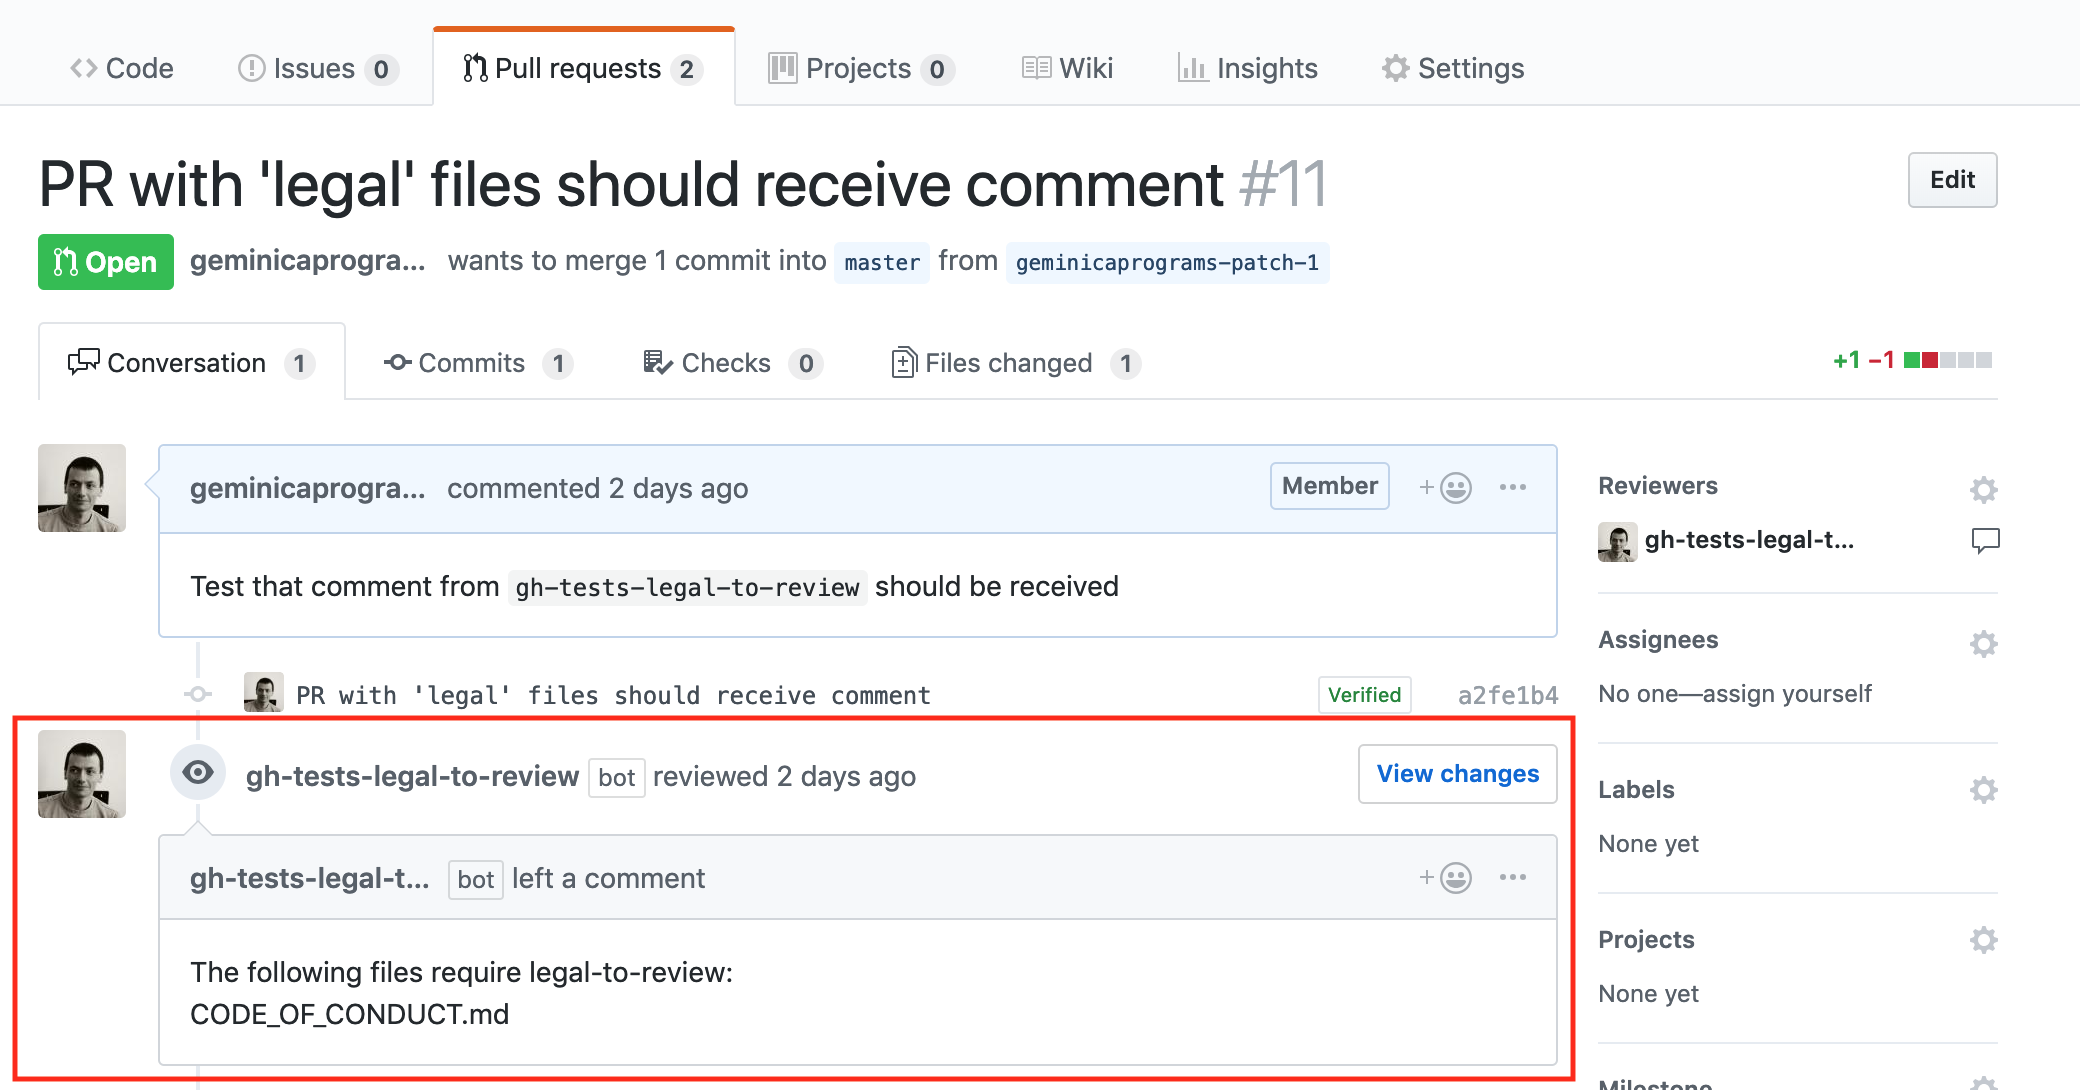 Code Issues 0 Pull requests 2 Projects 0 Wiki Insights Settings
PR with 'legal' files should receive comment #11
Edit
Open geminicaprogra... wants to merge 1 commit into master from geminicaprograms-patch-1
Conversation 1 Commits 1 Checks 0 Files changed 1
+1 −1
geminicaprogra... commented 2 days ago
Member
Test that comment from gh-tests-legal-to-review should be received
PR with 'legal' files should receive comment
Verified a2fe1b4
gh-tests-legal-to-review bot reviewed 2 days ago
View changes
gh-tests-legal-t... bot left a comment
The following files require legal-to-review:
CODE_OF_CONDUCT.md
Reviewers
gh-tests-legal-t...
Assignees
No one—assign yourself
Labels
None yet
Projects
None yet
Milestone